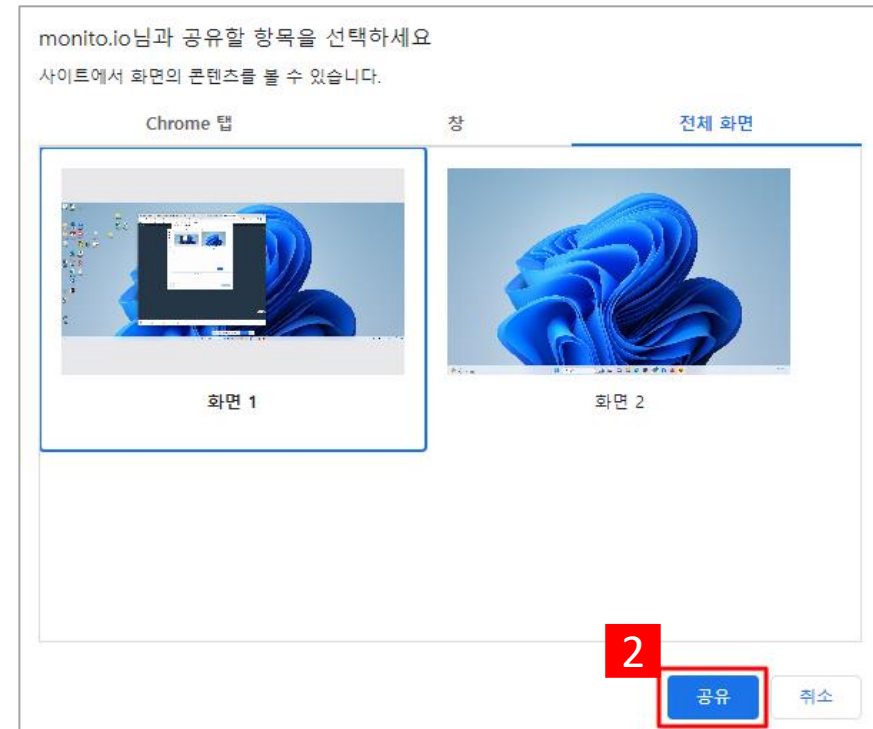 monito.io님과 공유할 항목을 선택하세요
사이트에서 화면의 콘텐츠를 볼 수 있습니다.
Chrome 탭 창 전체 화면
화면 1 화면 2
2
공유 취소